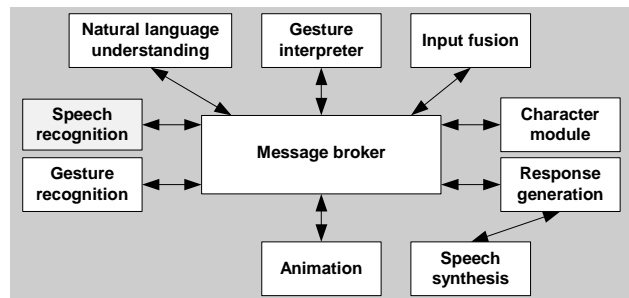 Natural language
understanding
Gesture
interpreter
Input fusion
Speech
recognition
Message broker
Character
module
Gesture
recognition
Response
generation
Animation
Speech
synthesis